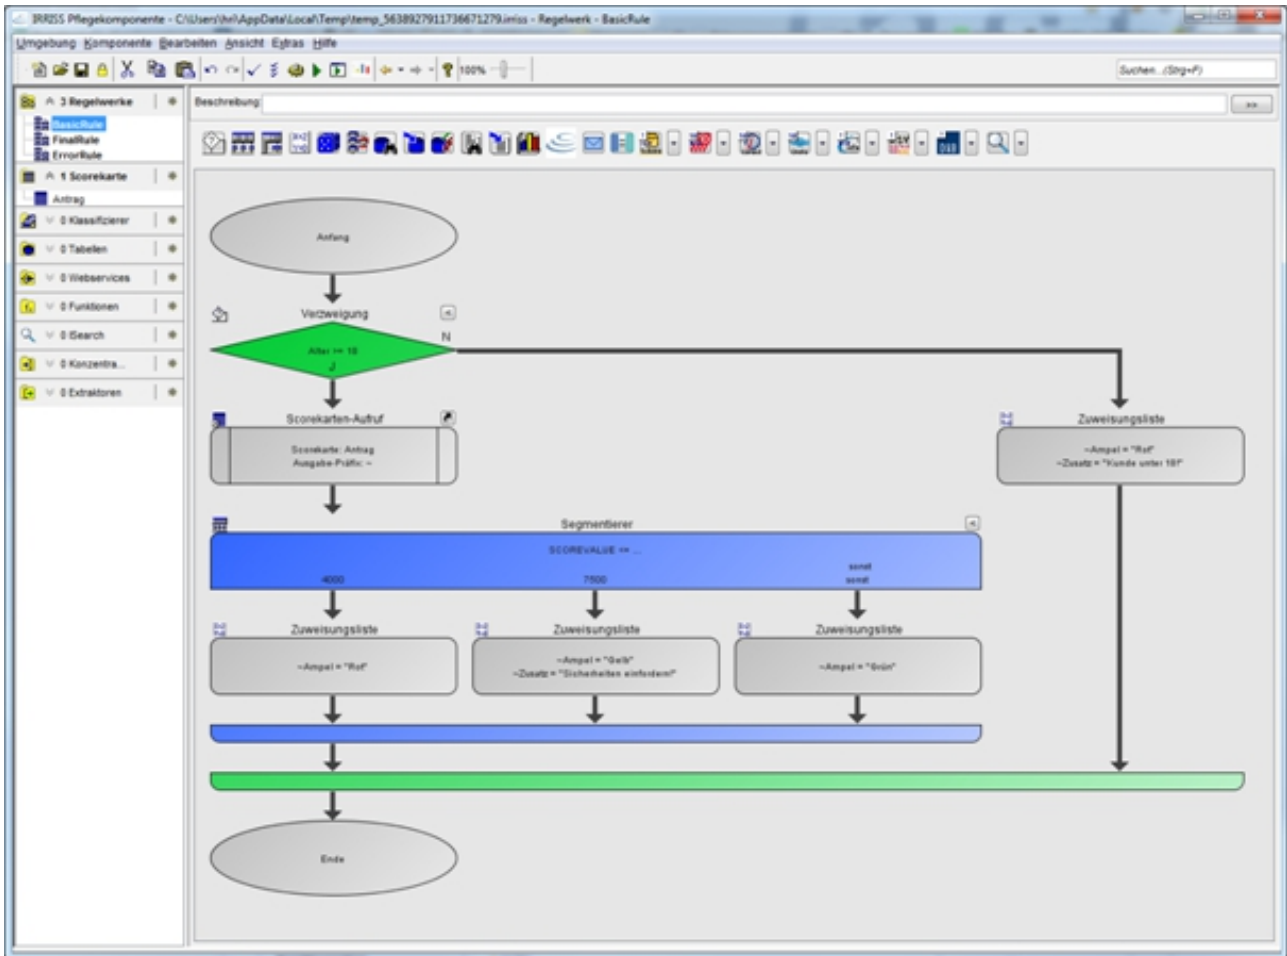 IRRISS Pflegekomponente - C:\Users\hri\AppData\Local\Temp\temp_5638927911736671279.irriss - Regelwerk - BasicRule
Umgebung Komponente Bearbeiten Ansicht Extras Hilfe
100%
Suchen...(Strg+F)
3 Regelwerke
BasicRule
FinalRule
ErrorRule
1 Scorekarte
Antrag
0 Klassifizierer
0 Tabellen
0 Webservices
0 Funktionen
0 ISearch
0 Konzentra...
0 Extraktoren
Beschreibung
>>
Anfang
Verzweigung
<
N
Alter >= 18
J
Scorekarten-Aufruf
Scorekarte: Antrag
Ausgabe-Präfix: ~
Zuweisungsliste
~Ampel = "Rot"
~Zusatz = "Kunde unter 18!"
Segmentierer
<
SCOREVALUE <= ...
sonst
4000 7500 sonst
Zuweisungsliste Zuweisungsliste Zuweisungsliste
~Ampel = "Rot"
~Ampel = "Gelb"
~Zusatz = "Sicherheiten einfordern!"
~Ampel = "Grün"
Ende